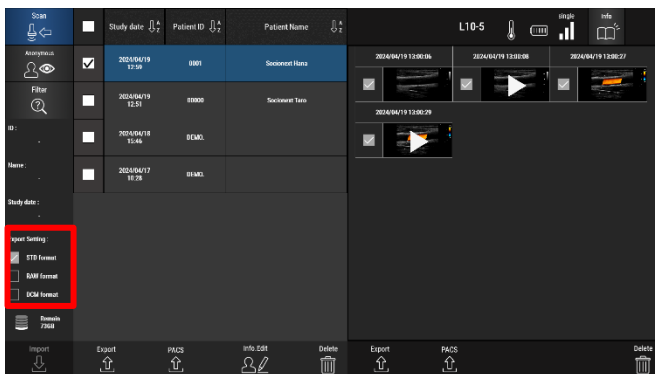 Scan
Study date
Patient ID
Patient Name
A
Z
A
Z
A
Z
L10-5
single
Info
Anonymous
2024/04/19
12:59
0001
Socionext Hana
2024/04/19 13:00:06
2024/04/19 13:00:08
2024/04/19 13:00:27
Filter
2024/04/19
12:51
00000
Socionext Taro
2024/04/19 13:00:29
ID :
-
2024/04/18
15:46
DEMO.
Name :
-
2024/04/17
10:28
DEMO.
Study date :
-
Export Setting :
STD format
RAW format
DCM format
Remain
73GB
Import
Export
PACS
Info.Edit
Delete
Export
PACS
Delete